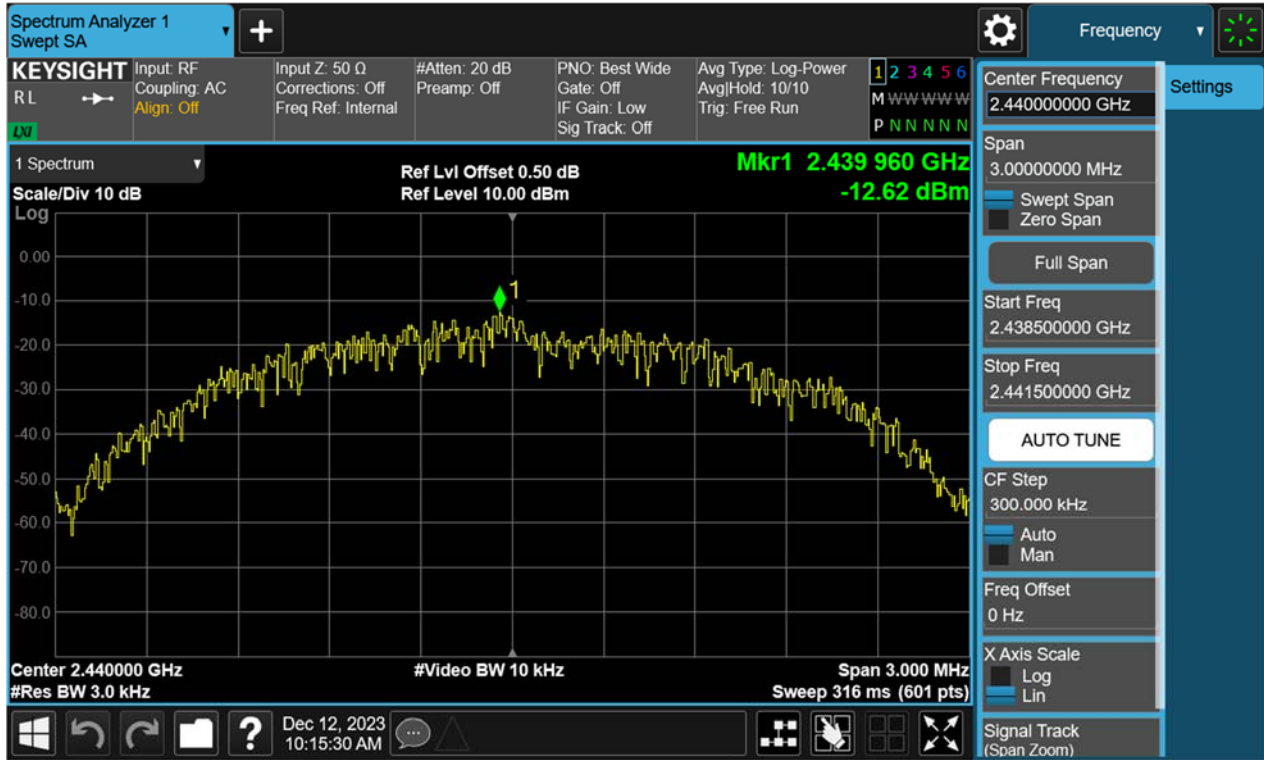 Spectrum Analyzer 1
Swept SA
+
Frequency
KEYSIGHT
RL
LXI
Input: RF
Coupling: AC
Align: Off
Input Z: 50 Ω
Corrections: Off
Freq Ref: Internal
#Atten: 20 dB
Preamp: Off
PNO: Best Wide
Gate: Off
IF Gain: Low
Sig Track: Off
Avg Type: Log-Power
Avg|Hold: 10/10
Trig: Free Run
1 2 3 4 5 6
M W W W W W
P N N N N N
Center Frequency
2.440000000 GHz
Settings
Span
3.00000000 MHz
Swept Span
Zero Span
Full Span
Start Freq
2.438500000 GHz
Stop Freq
2.441500000 GHz
AUTO TUNE
CF Step
300.000 kHz
Auto
Man
Freq Offset
0 Hz
X Axis Scale
Log
Lin
Signal Track
(Span Zoom)
1 Spectrum
Scale/Div 10 dB
Ref Lvl Offset 0.50 dB
Ref Level 10.00 dBm
Mkr1 2.439 960 GHz
-12.62 dBm
Log
0.00
-10.0
-20.0
-30.0
-40.0
-50.0
-60.0
-70.0
-80.0
1
Center 2.440000 GHz
#Res BW 3.0 kHz
#Video BW 10 kHz
Span 3.000 MHz
Sweep 316 ms (601 pts)
?
Dec 12, 2023
10:15:30 AM